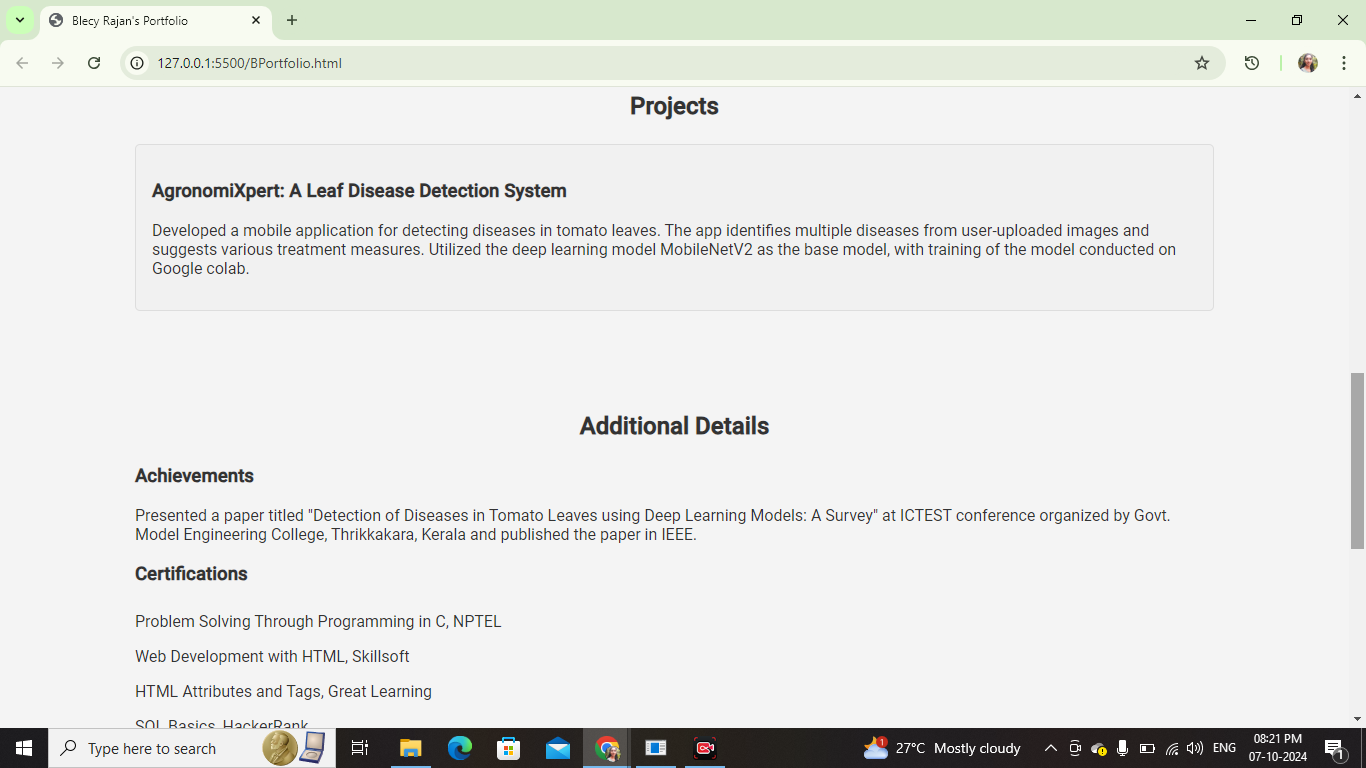 Blecy Rajan's Portfolio
127.0.0.1:5500/BPortfolio.html
Projects
AgronomiXpert: A Leaf Disease Detection System
Developed a mobile application for detecting diseases in tomato leaves. The app identifies multiple diseases from user-uploaded images and
suggests various treatment measures. Utilized the deep learning model MobileNetV2 as the base model, with training of the model conducted on
Google colab.
Additional Details
Achievements
Presented a paper titled "Detection of Diseases in Tomato Leaves using Deep Learning Models: A Survey" at ICTEST conference organized by Govt.
Model Engineering College, Thrikkakara, Kerala and published the paper in IEEE.
Certifications
Problem Solving Through Programming in C, NPTEL
Web Development with HTML, Skillsoft
HTML Attributes and Tags, Great Learning
SQL Basics, HackerRank
Type here to search
1
27°C Mostly cloudy
ENG
08:21 PM
07-10-2024
1